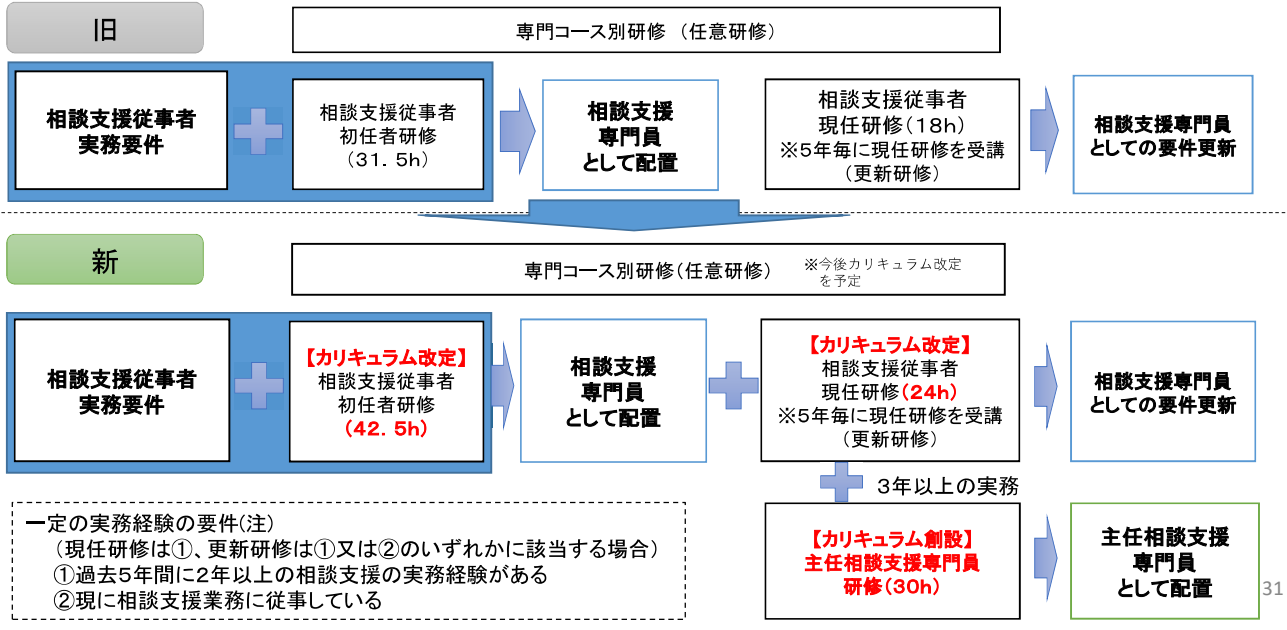 旧
専門コース別研修 （任意研修）
相談支援従事者
実務要件
相談支援従事者
初任者研修
（31．5h）
相談支援
専門員
として配置
相談支援従事者
現任研修（18h）
※5年毎に現任研修を受講
（更新研修）
相談支援専門員
としての要件更新
新
専門コース別研修（任意研修）
※今後カリキュラム改定
を予定
相談支援従事者
実務要件
【カリキュラム改定】
相談支援従事者
初任者研修
（42．5h）
相談支援
専門員
として配置
【カリキュラム改定】
相談支援従事者
現任研修（24h）
※5年毎に現任研修を受講
（更新研修）
相談支援専門員
としての要件更新
3年以上の実務
【カリキュラム創設】
主任相談支援専門員
研修（30h）
主任相談支援
専門員
として配置
一定の実務経験の要件(注)
（現任研修は①、更新研修は①又は②のいずれかに該当する場合）
①過去5年間に2年以上の相談支援の実務経験がある
②現に相談支援業務に従事している
31